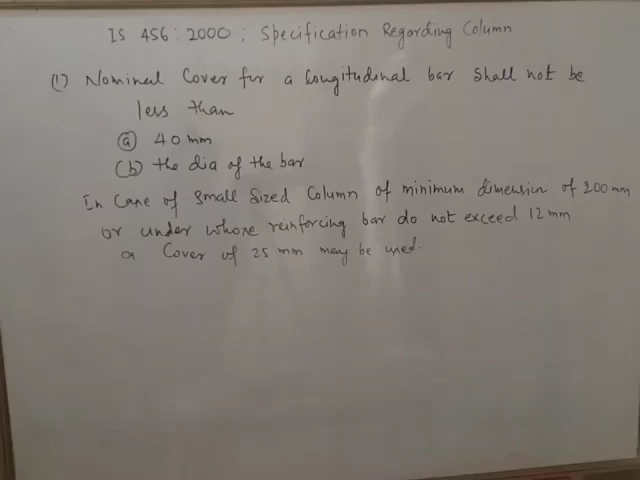 IS 456:2000 ; Specification Regarding Column
(1) Nominal Cover for a longitudinal bar shall not be
less than
(a) 40 mm
(b) the dia of the bar
In Case of small sized Column of minimum dimension of 200 mm
or under whose reinforcing bar do not exceed 12 mm
a Cover of 25 mm may be used.